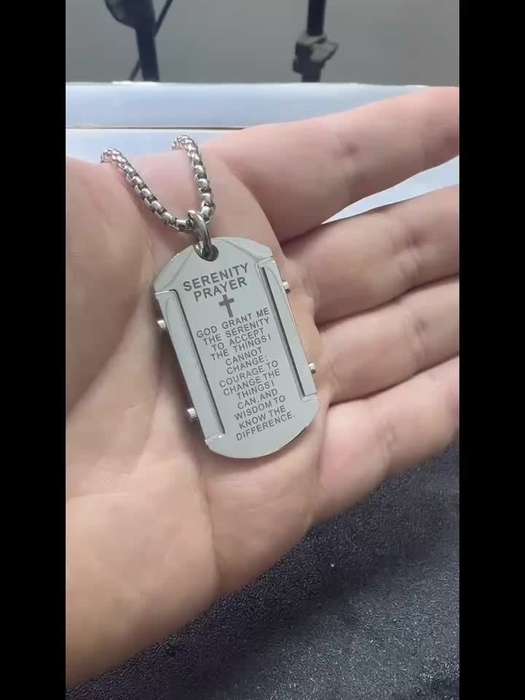 SERENITY
PRAYER
GOD GRANT ME
THE SERENITY
TO ACCEPT
THE THINGS I
CANNOT
CHANGE;
COURAGE TO
CHANGE THE
THINGS I
CAN, AND
WISDOM TO
KNOW THE
DIFFERENCE.